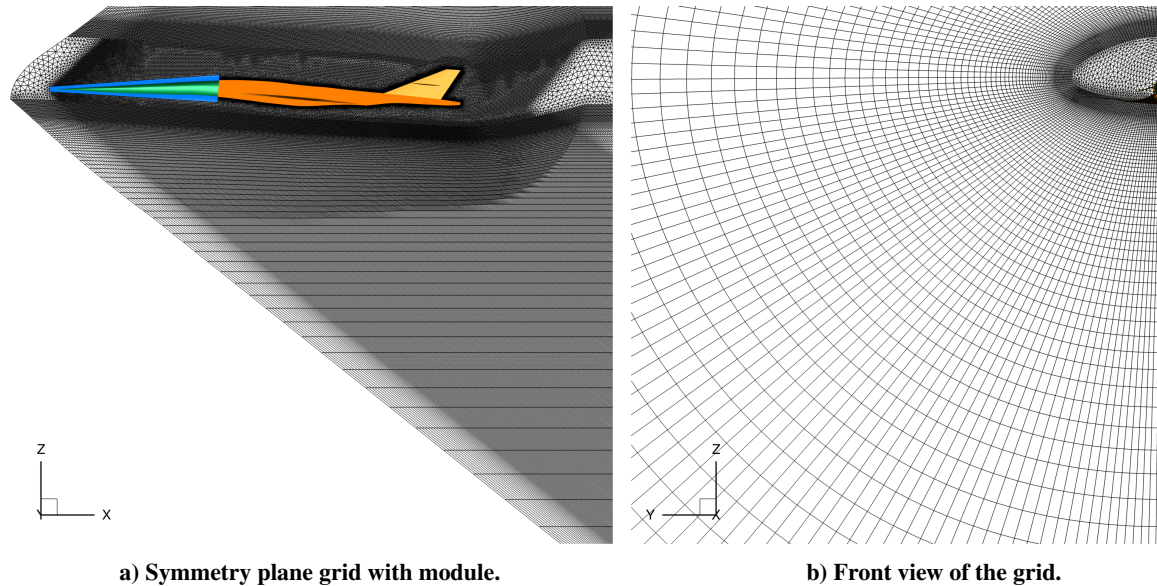 Z
Y
X
Z
Y
X
a) Symmetry plane grid with module.
b) Front view of the grid.